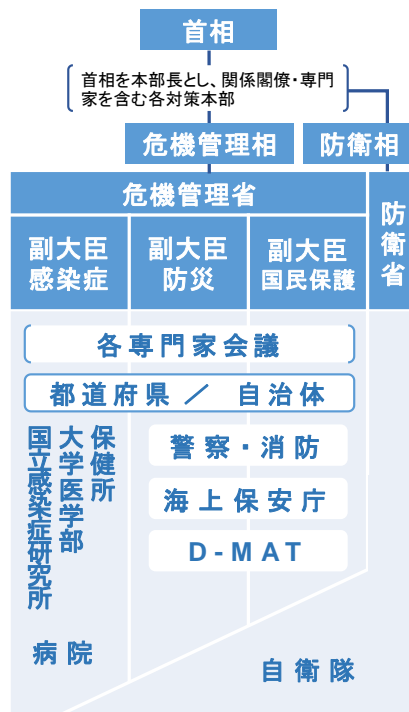 首相
首相を本部長とし、関係閣僚・専門
家を含む各対策本部
危機管理相
防衛相
危機管理省
防衛省
副大臣
感染症
副大臣
防災
副大臣
国民保護
各専門家会議
都道府県 ／ 自治体
保健所
大学医学部
国立感染症研究所
警察・消防
海上保安庁
D-MAT
病院
自衛隊